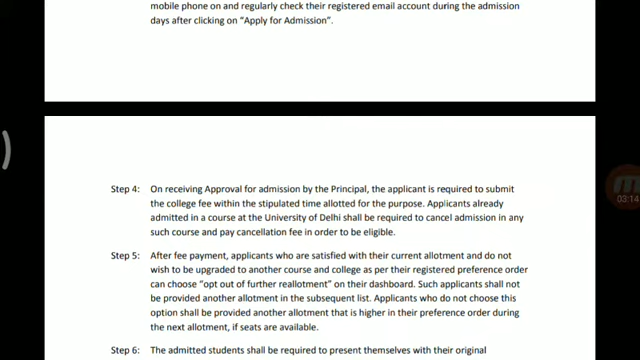 mobile phone on and regularly check their registered email account during the admission
days after clicking on “Apply for Admission”.
Step 4: On receiving Approval for admission by the Principal, the applicant is required to submit
the college fee within the stipulated time allotted for the purpose. Applicants already
admitted in a course at the University of Delhi shall be required to cancel admission in any
such course and pay cancellation fee in order to be eligible.
Step 5: After fee payment, applicants who are satisfied with their current allotment and do not
wish to be upgraded to another course and college as per their registered preference order
can choose “opt out of further reallotment” on their dashboard. Such applicants shall not
be provided another allotment in the subsequent list. Applicants who do not choose this
option shall be provided another allotment that is higher in their preference order during
the next allotment, if seats are available.
Step 6: The admitted students shall be required to present themselves with their original
03:14